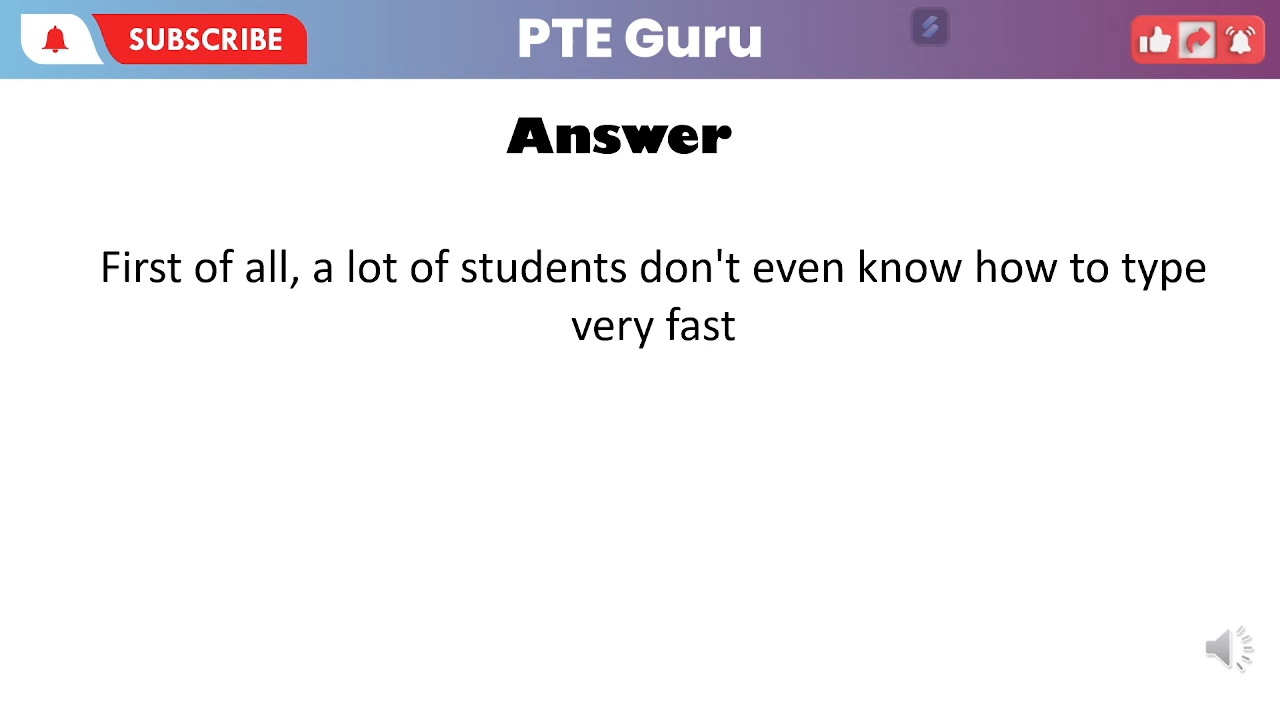 SUBSCRIBE
PTE Guru
Answer
First of all, a lot of students don't even know how to type
very fast